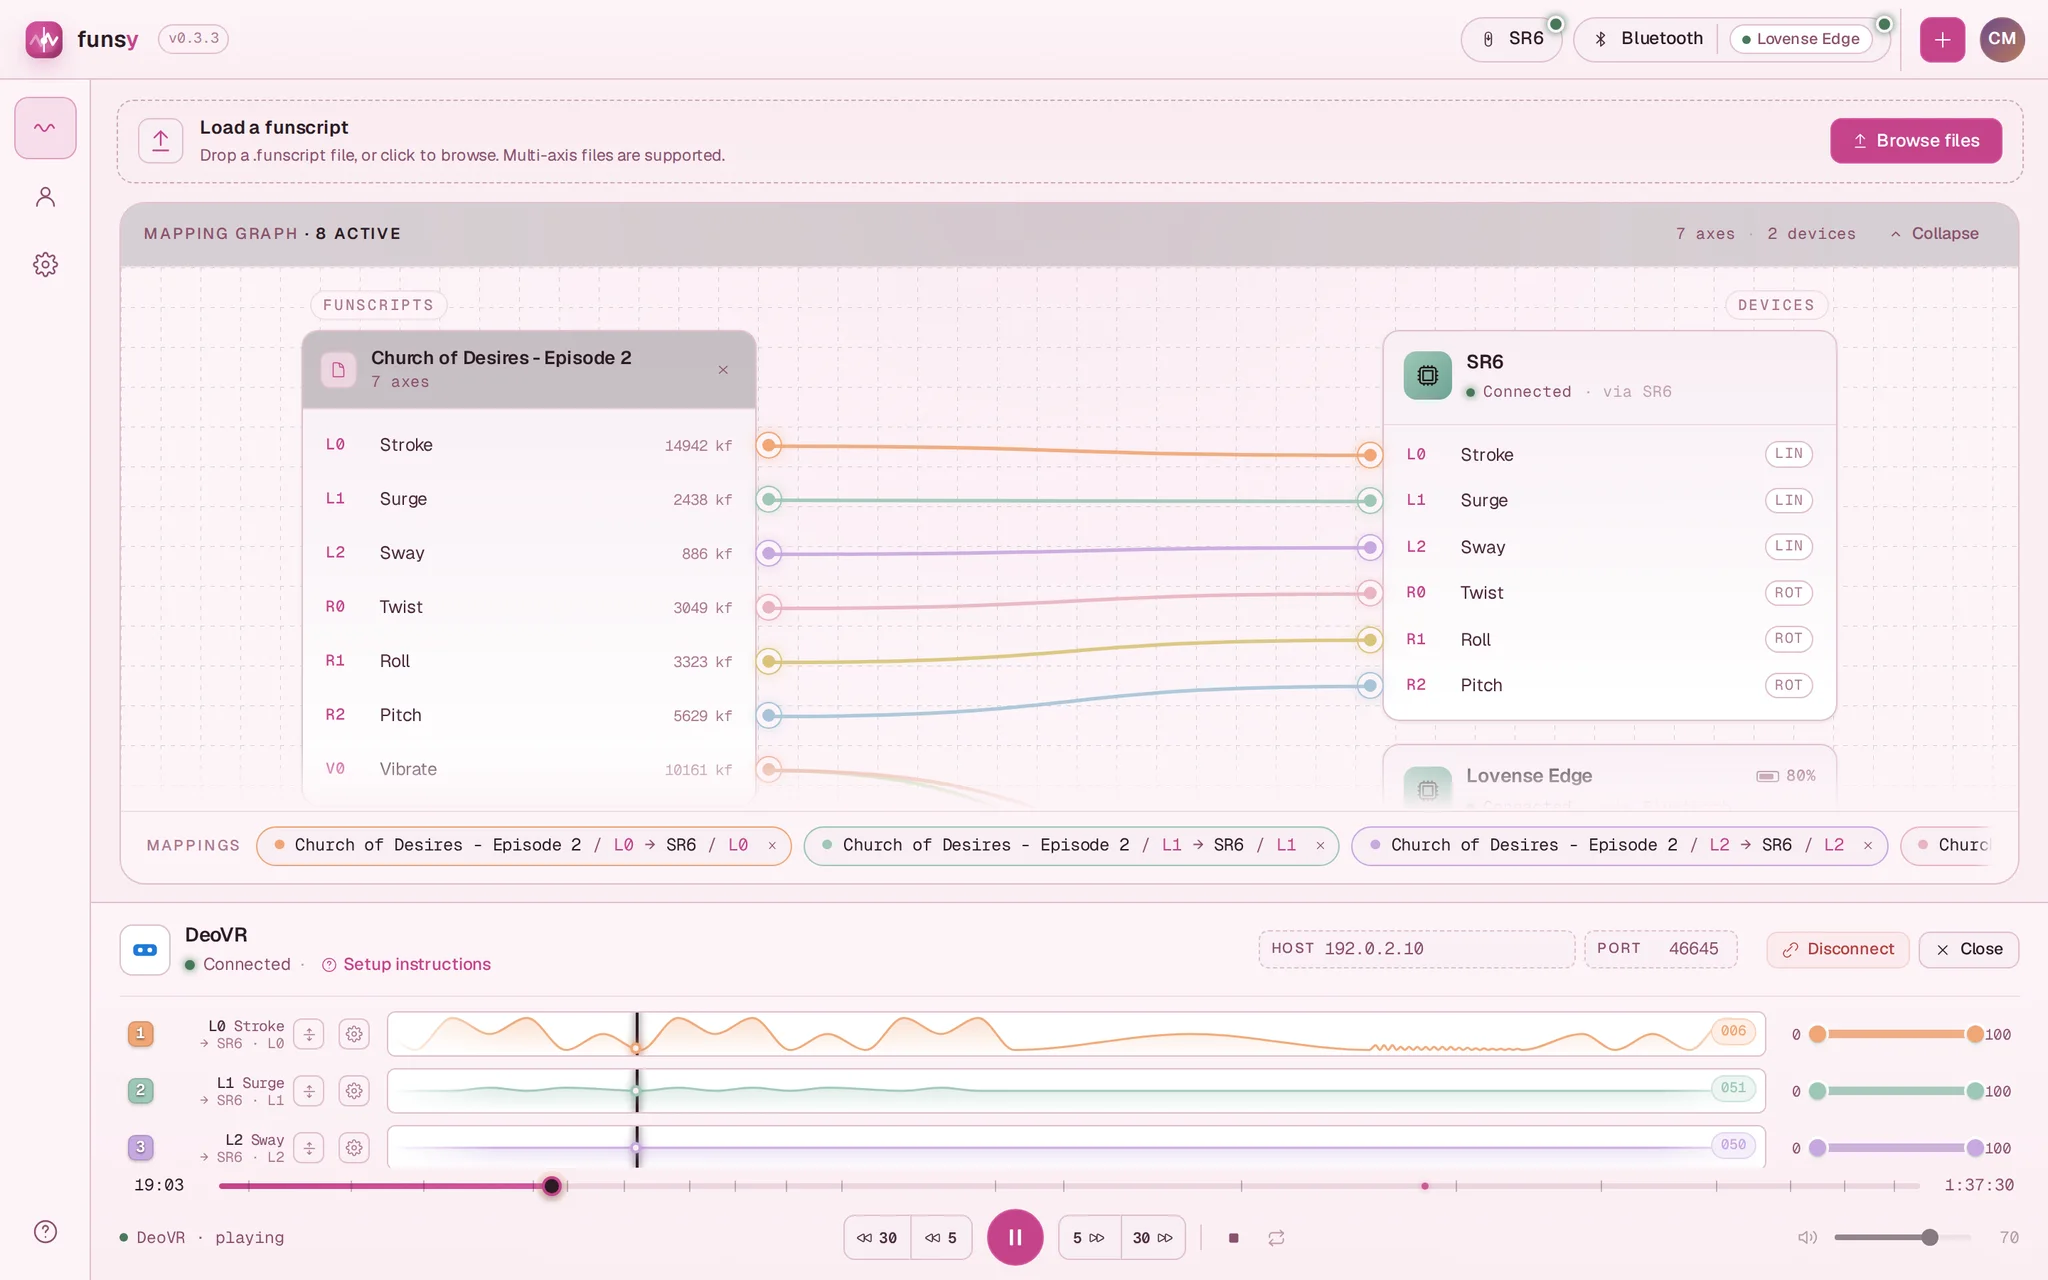 funsy v0.3.3 SR6 Bluetooth Lovense Edge CM
Load a funscript
Drop a .funscript file, or click to browse. Multi-axis files are supported.
Browse files
MAPPING GRAPH · 8 ACTIVE 7 axes · 2 devices Collapse
FUNSCRIPTS DEVICES
Church of Desires - Episode 2
7 axes
L0 Stroke 14942 kf
L1 Surge 2438 kf
L2 Sway 886 kf
R0 Twist 3049 kf
R1 Roll 3323 kf
R2 Pitch 5629 kf
V0 Vibrate 10161 kf
SR6
Connected · via SR6
L0 Stroke LIN
L1 Surge LIN
L2 Sway LIN
R0 Twist ROT
R1 Roll ROT
R2 Pitch ROT
Lovense Edge 80%
MAPPINGS Church of Desires - Episode 2 / L0 → SR6 / L0 × Church of Desires - Episode 2 / L1 → SR6 / L1 × Church of Desires - Episode 2 / L2 → SR6 / L2 × Churc
DeoVR
Connected · Setup instructions
HOST 192.0.2.10 PORT 46645 Disconnect Close
1 L0 Stroke → SR6 · L0 006 0 100
2 L1 Surge → SR6 · L1 051 0 100
3 L2 Sway → SR6 · L2 050 0 100
19:03 1:37:30
DeoVR · playing 30 5 5 30 70